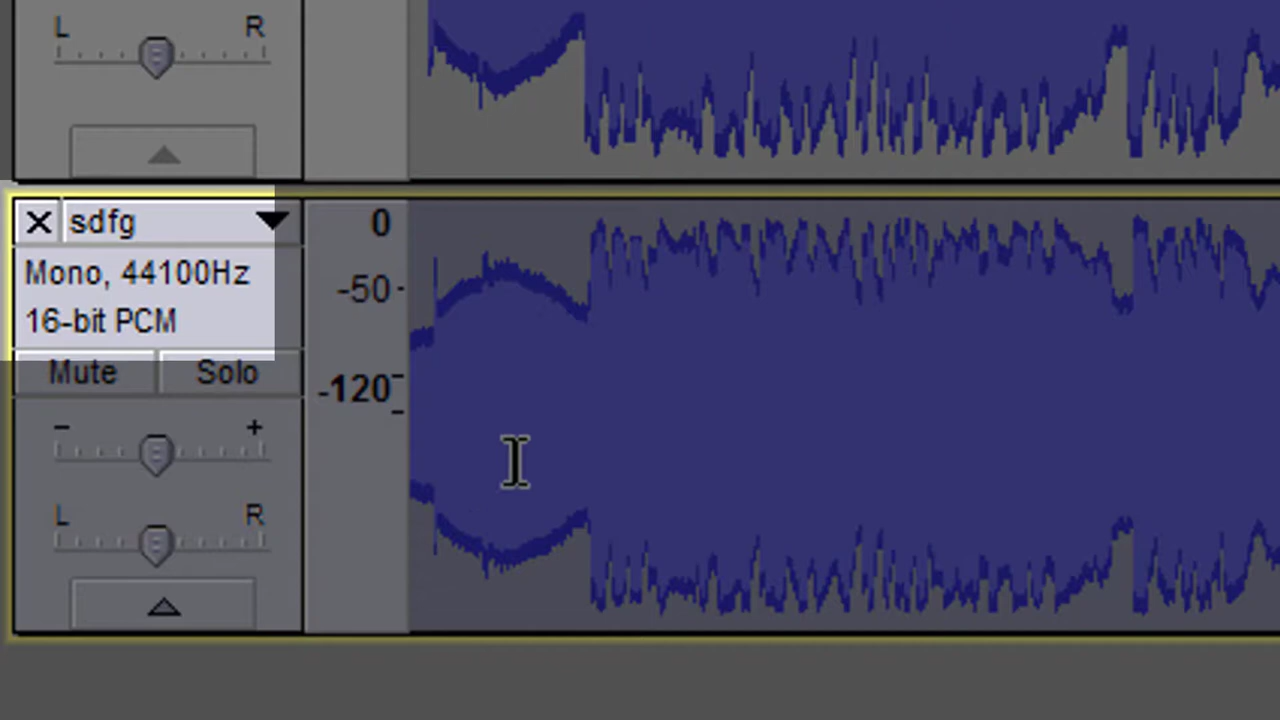 L R
X sdfg
Mono, 44100Hz
16-bit PCM
Mute Solo
- +
L R
0
-50
-120